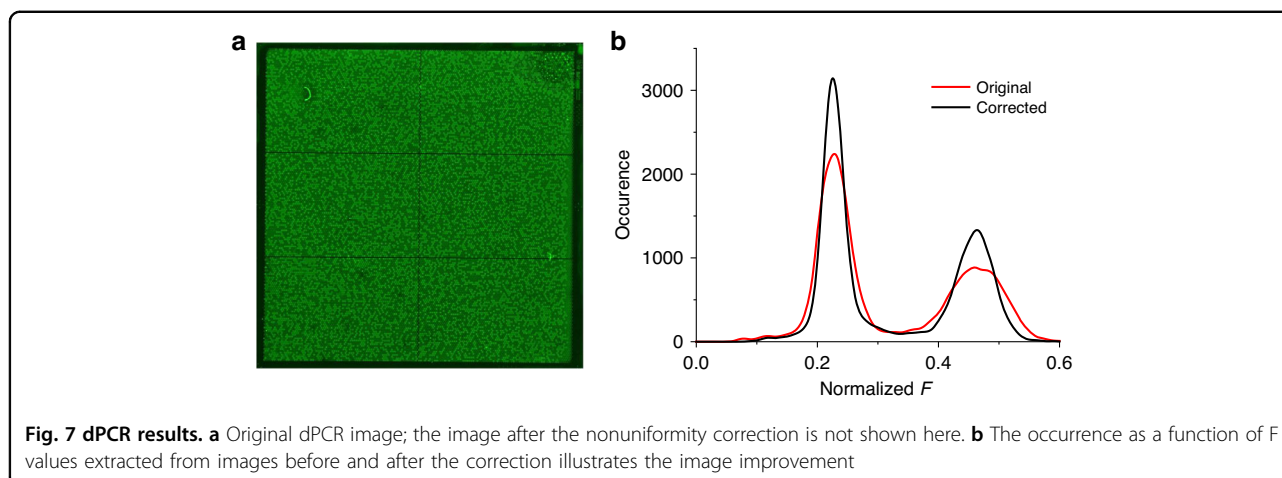 a
b
3000
2000
1000
0
Occurence
Original
Corrected
0.0 0.2 0.4 0.6
Normalized F
Fig. 7 dPCR results. a Original dPCR image; the image after the nonuniformity correction is not shown here. b The occurrence as a function of F
values extracted from images before and after the correction illustrates the image improvement